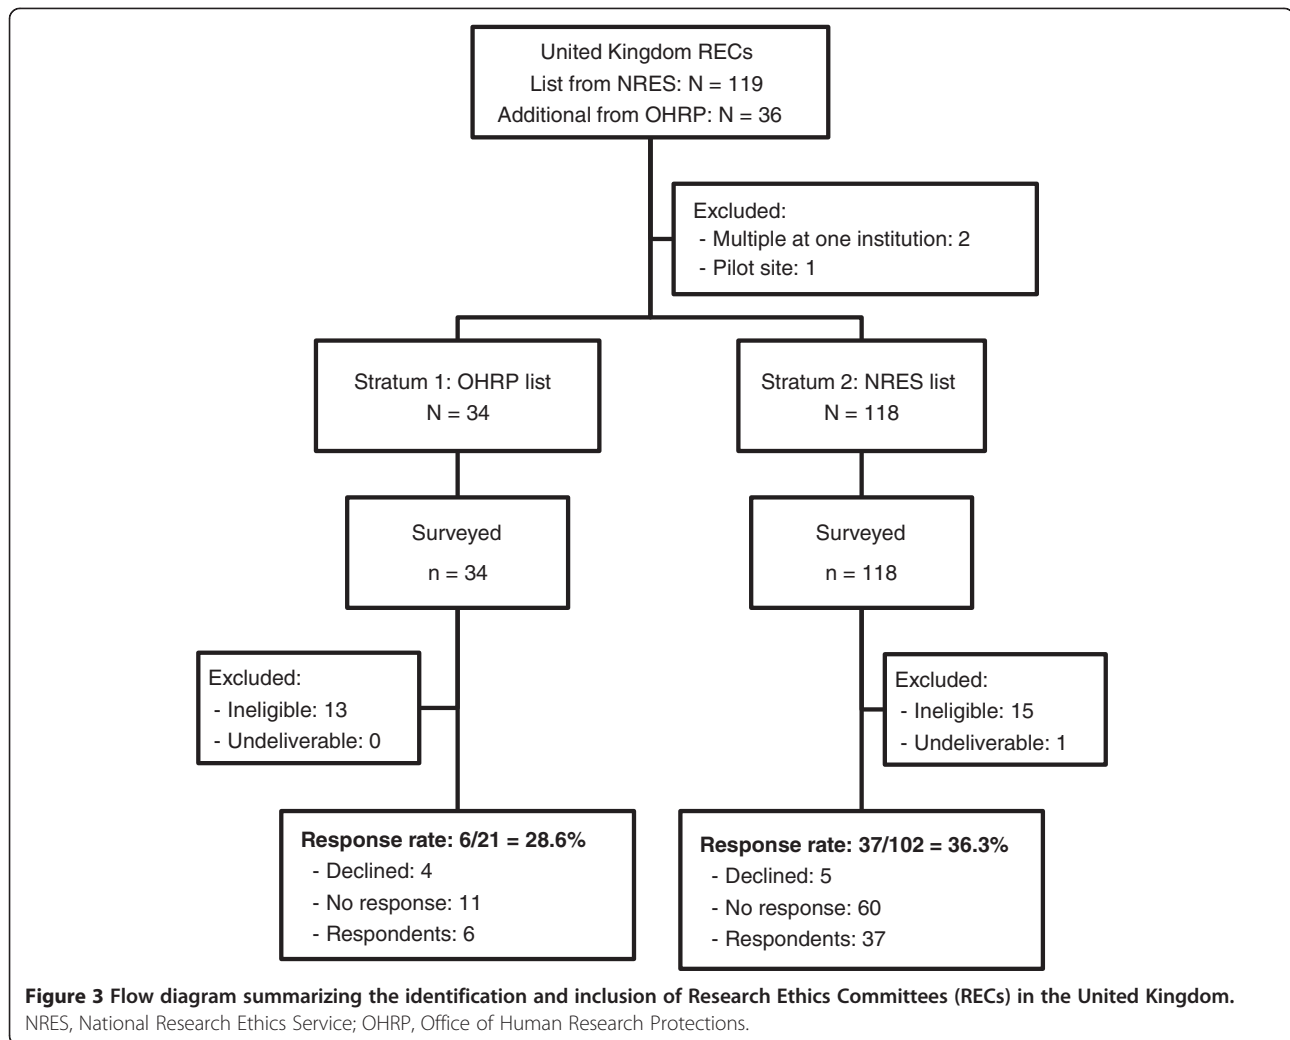 United Kingdom RECs
List from NRES: N = 119
Additional from OHRP: N = 36
Excluded:
- Multiple at one institution: 2
- Pilot site: 1
Stratum 1: OHRP list
N = 34
Stratum 2: NRES list
N = 118
Surveyed
n = 34
Surveyed
n = 118
Excluded:
- Ineligible: 13
- Undeliverable: 0
Excluded:
- Ineligible: 15
- Undeliverable: 1
Response rate: 6/21 = 28.6%
- Declined: 4
- No response: 11
- Respondents: 6
Response rate: 37/102 = 36.3%
- Declined: 5
- No response: 60
- Respondents: 37
Figure 3 Flow diagram summarizing the identification and inclusion of Research Ethics Committees (RECs) in the United Kingdom.
NRES, National Research Ethics Service; OHRP, Office of Human Research Protections.